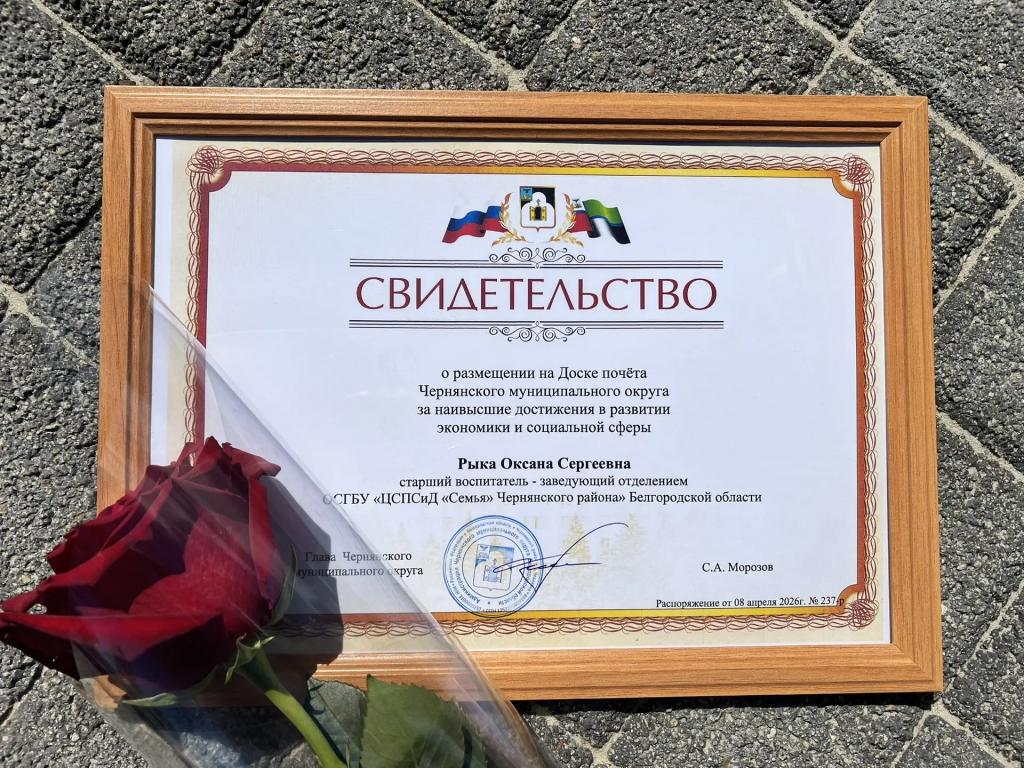 СВИДЕТЕЛЬСТВО
о размещении на Доске почёта
Чернянского муниципального округа
за наивысшие достижения в развитии
экономики и социальной сферы
Рыка Оксана Сергеевна
старший воспитатель - заведующий отделением
ОСГБУ «ЦСПСиД «Семья» Чернянского района» Белгородской области
Глава Чернянского
муниципального округа
С.А. Морозов
Распоряжение от 08 апреля 2026г. № 237-р